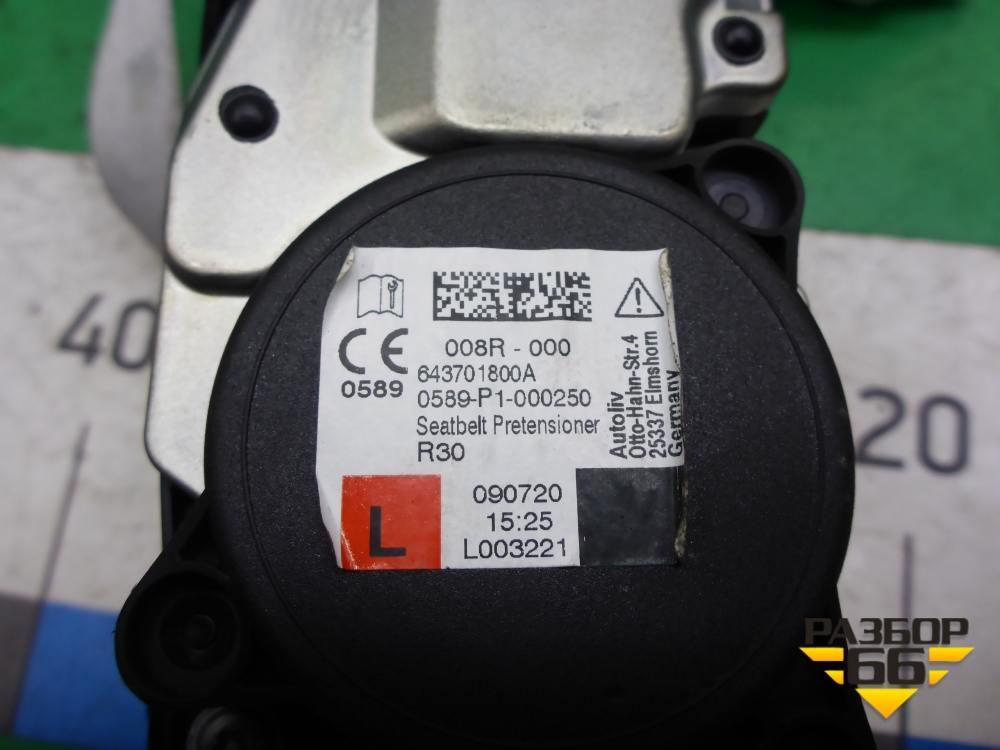 40
20
008R - 000
643701800A
0589-P1-000250
Seatbelt Pretensioner
R30
CE
0589
Autoliv
Otto-Hahn-Str.4
25337 Elmshorn
Germany
L
090720
15:25
L003221
РАЗБОР
66